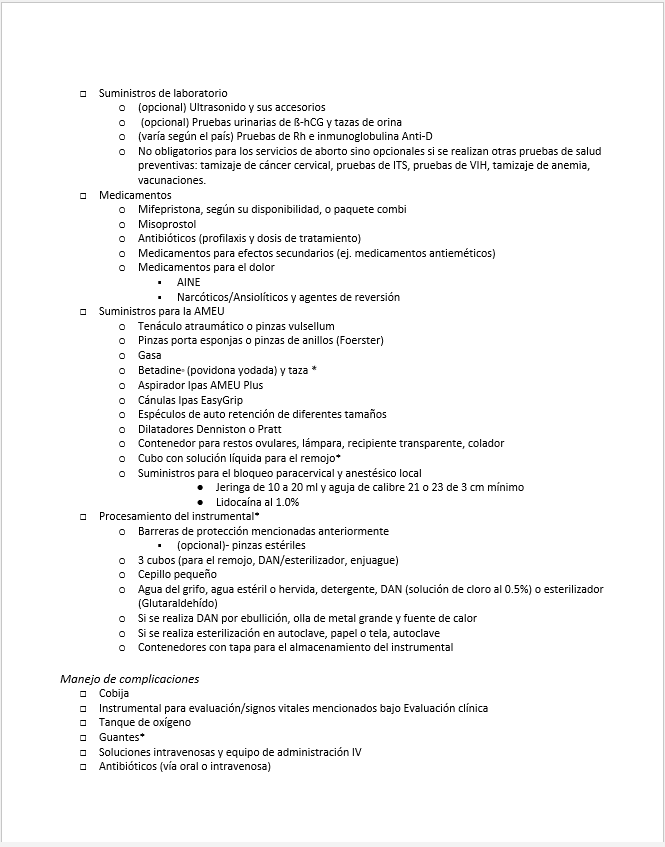 □ Suministros de laboratorio
o (opcional) Ultrasonido y sus accesorios
o (opcional) Pruebas urinarias de ß-hCG y tazas de orina
o (varía según el país) Pruebas de Rh e inmunoglobulina Anti-D
o No obligatorios para los servicios de aborto sino opcionales si se realizan otras pruebas de salud
preventivas: tamizaje de cáncer cervical, pruebas de ITS, pruebas de VIH, tamizaje de anemia,
vacunaciones.
□ Medicamentos
o Mifepristona, según su disponibilidad, o paquete combi
o Misoprostol
o Antibióticos (profilaxis y dosis de tratamiento)
o Medicamentos para efectos secundarios (ej. medicamentos antieméticos)
o Medicamentos para el dolor
▪ AINE
▪ Narcóticos/Ansiolíticos y agentes de reversión
□ Suministros para la AMEU
o Tenáculo atraumático o pinzas vulsellum
o Pinzas porta esponjas o pinzas de anillos (Foerster)
o Gasa
o Betadine® (povidona yodada) y taza *
o Aspirador Ipas AMEU Plus
o Cánulas Ipas EasyGrip
o Espéculos de auto retención de diferentes tamaños
o Dilatadores Denniston o Pratt
o Contenedor para restos ovulares, lámpara, recipiente transparente, colador
o Cubo con solución líquida para el remojo*
o Suministros para el bloqueo paracervical y anestésico local
● Jeringa de 10 a 20 ml y aguja de calibre 21 o 23 de 3 cm mínimo
● Lidocaína al 1.0%
□ Procesamiento del instrumental*
o Barreras de protección mencionadas anteriormente
▪ (opcional)- pinzas estériles
o 3 cubos (para el remojo, DAN/esterilizador, enjuague)
o Cepillo pequeño
o Agua del grifo, agua estéril o hervida, detergente, DAN (solución de cloro al 0.5%) o esterilizador
(Glutaraldehído)
o Si se realiza DAN por ebullición, olla de metal grande y fuente de calor
o Si se realiza esterilización en autoclave, papel o tela, autoclave
o Contenedores con tapa para el almacenamiento del instrumental
Manejo de complicaciones
□ Cobija
□ Instrumental para evaluación/signos vitales mencionados bajo Evaluación clínica
□ Tanque de oxígeno
□ Guantes*
□ Soluciones intravenosas y equipo de administración IV
□ Antibióticos (vía oral o intravenosa)